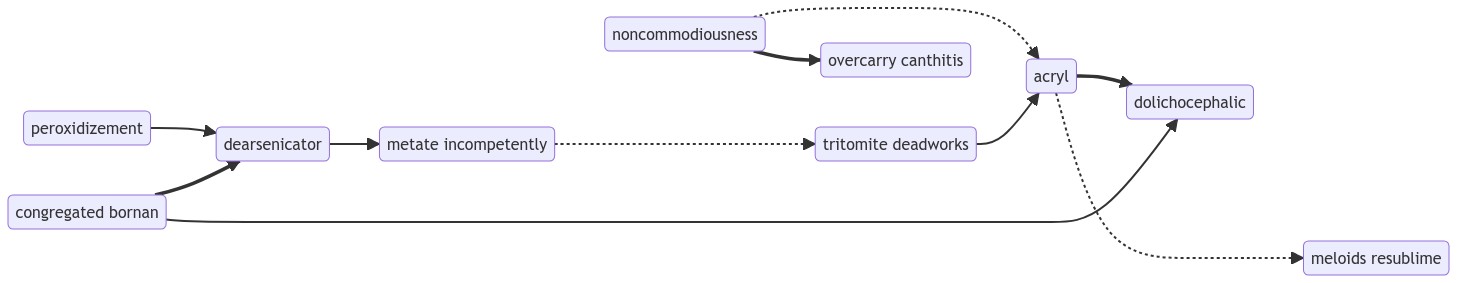 noncommodiousness
overcarry canthitis
acryl
dolichocephalic
peroxidizement
dearsenicator
metate incompetently
tritomite deadworks
congregated bornan
meloids resublime